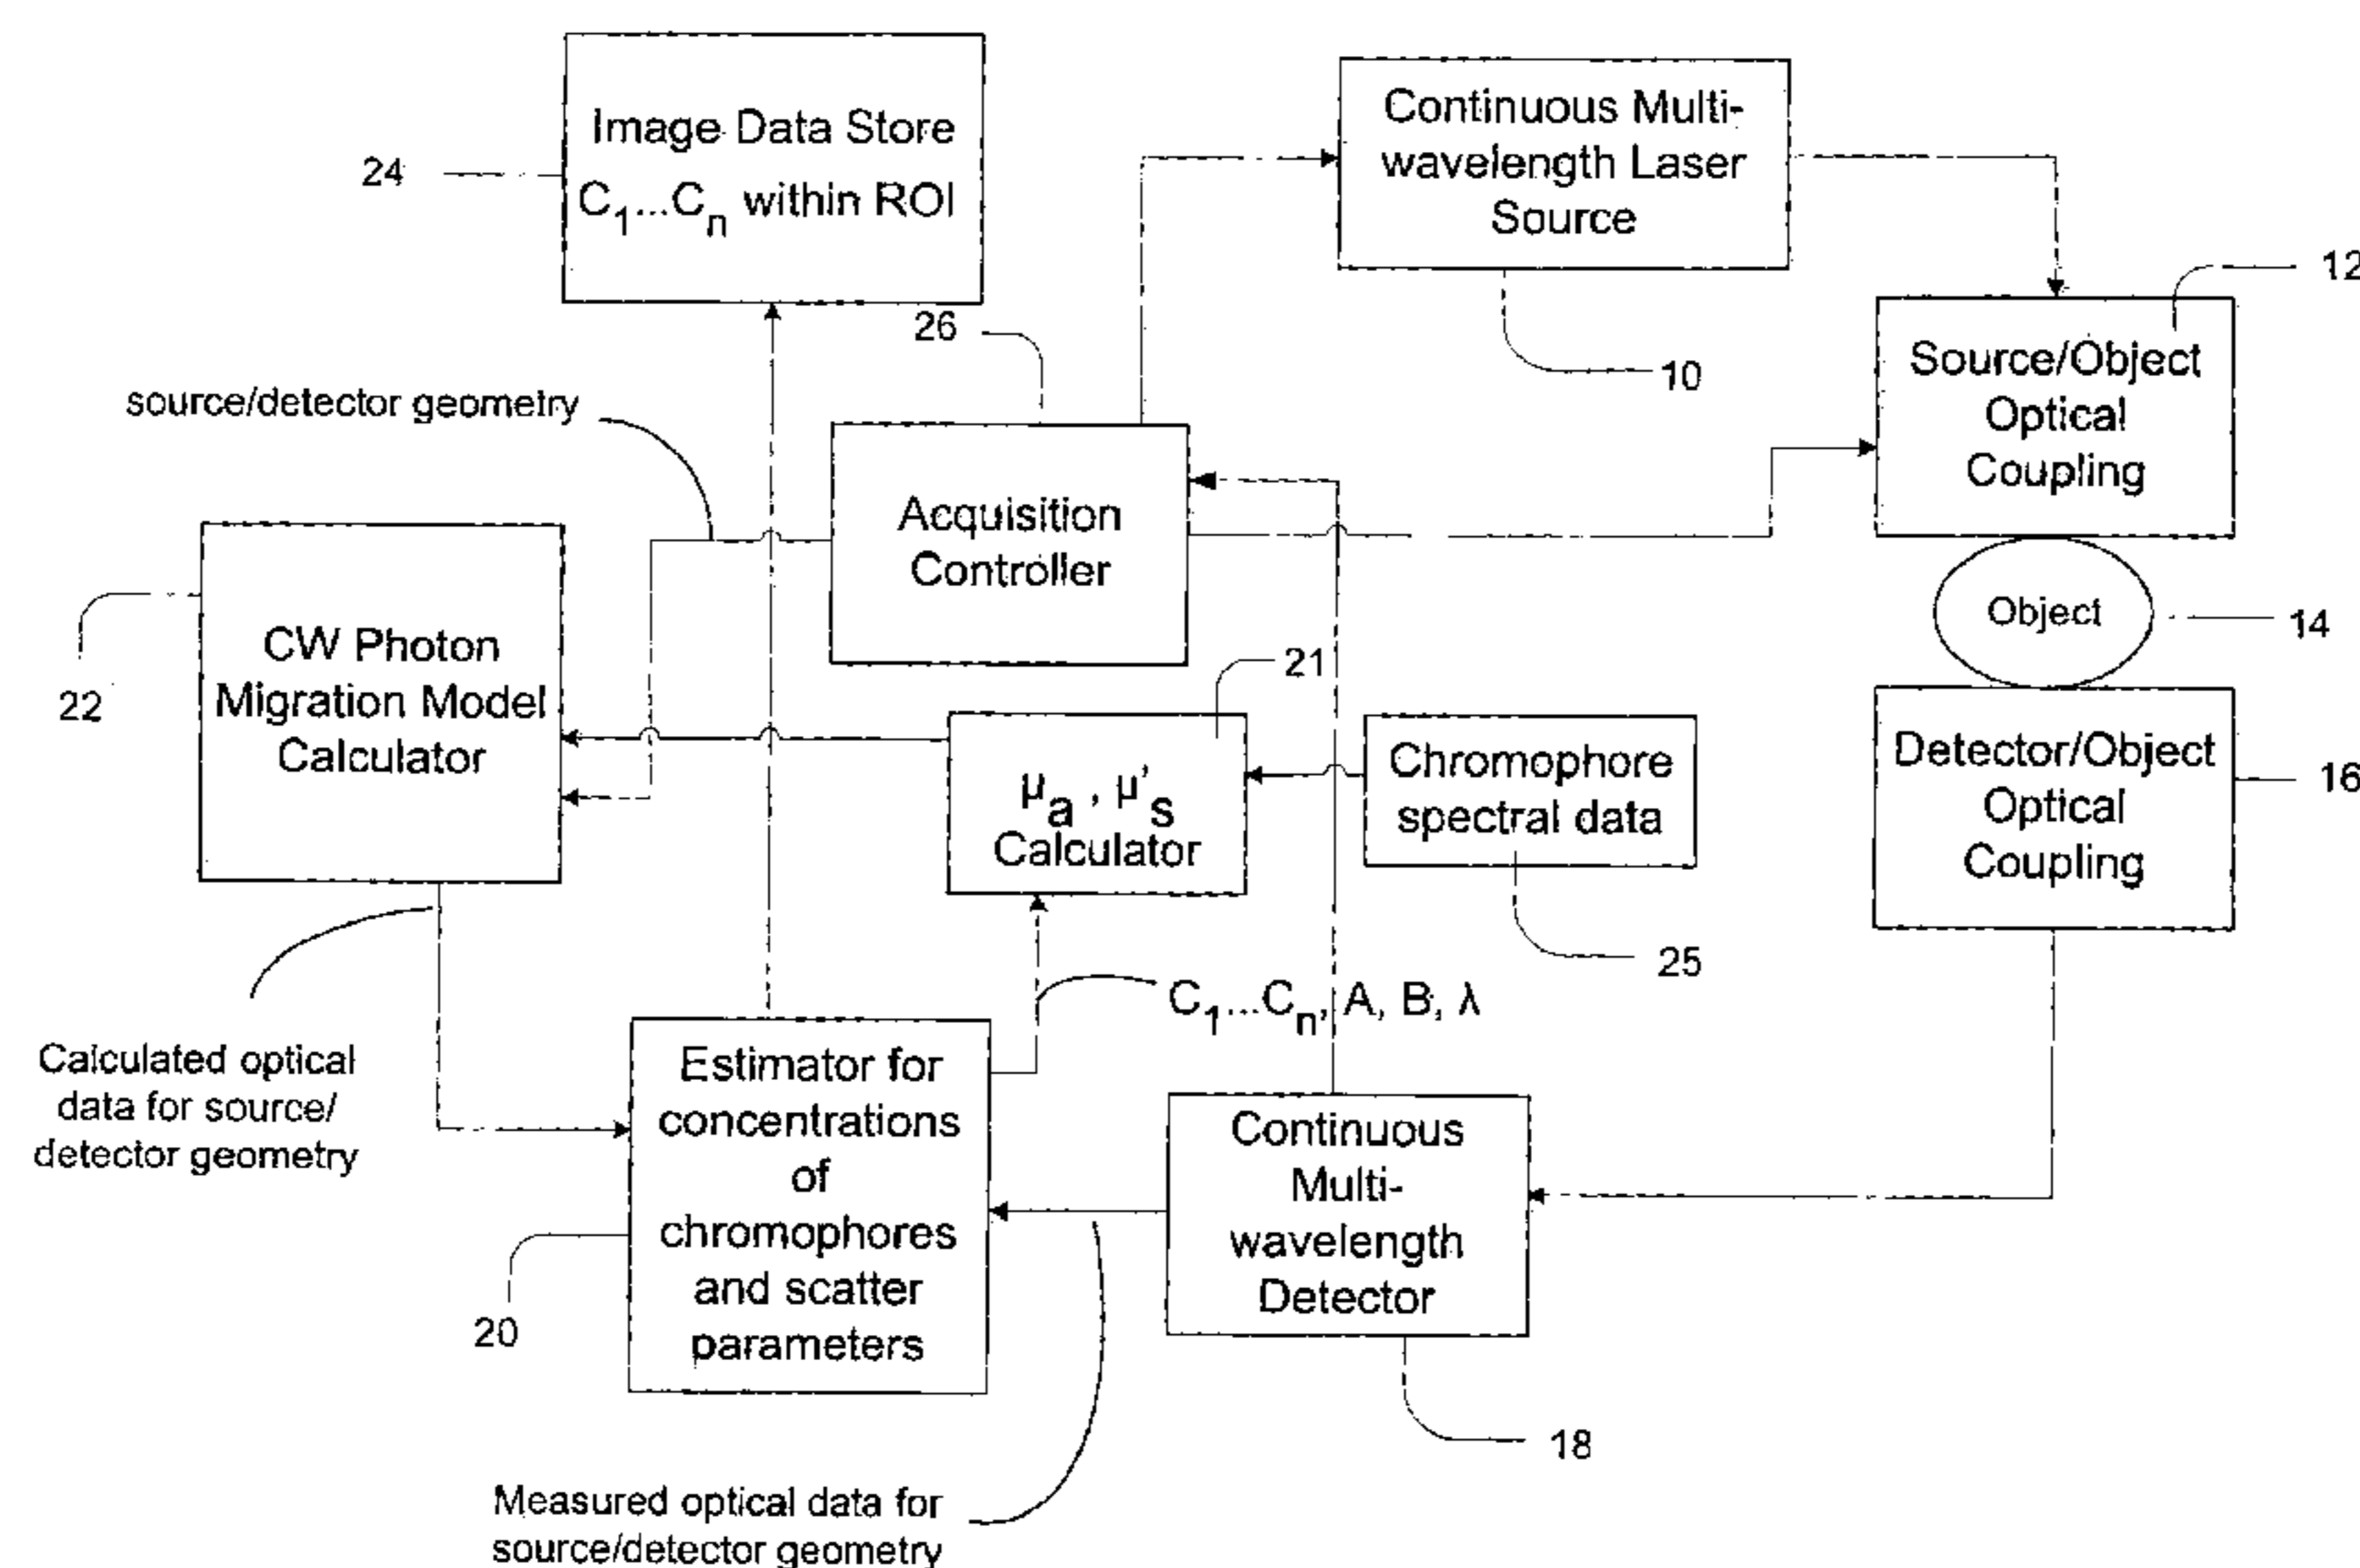 Image Data Store
C1...Cn within ROI
24
Continuous Multi-
wavelength Laser
Source
10
12
Source/Object
Optical
Coupling
26
source/detector geometry
Acquisition
Controller
Object
14
22
CW Photon
Migration Model
Calculator
21
μa , μ's
Calculator
Chromophore
spectral data
25
Detector/Object
Optical
Coupling
16
C1...Cn, A, B, λ
Calculated optical
data for source/
detector geometry
Estimator for
concentrations
of
chromophores
and scatter
parameters
20
Continuous
Multi-
wavelength
Detector
18
Measured optical data for
source/detector geometry